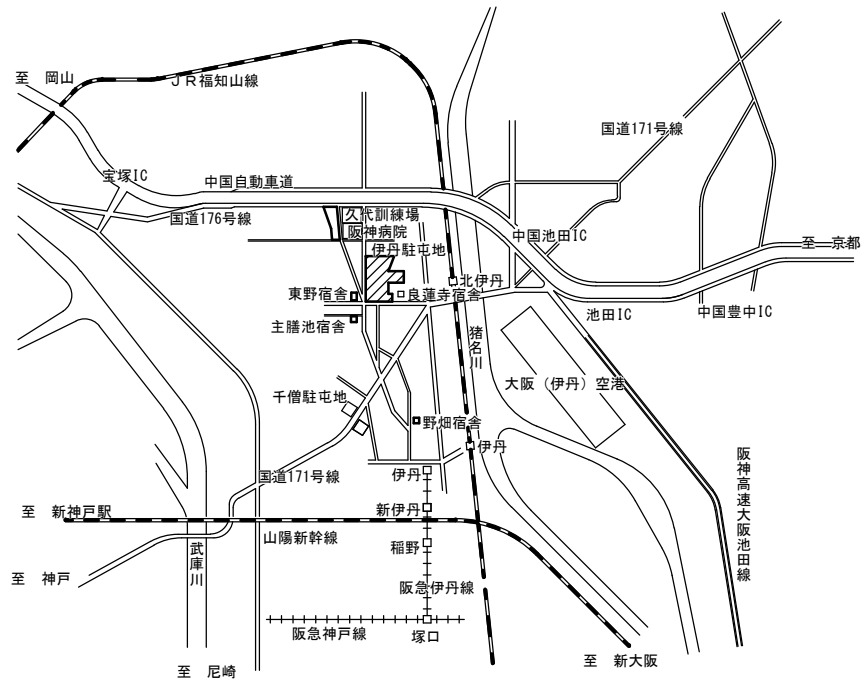 至　岡山
ＪＲ福知山線
国道171号線
宝塚IC
中国自動車道
国道176号線
久代訓練場
阪神病院
伊丹駐屯地
中国池田IC
至　京都
北伊丹
東野宿舎
良蓮寺宿舎
主膳池宿舎
池田IC
中国豊中IC
猪名川
大阪（伊丹）空港
千僧駐屯地
野畑宿舎
伊丹
伊丹
国道171号線
阪神高速大阪池田線
至　新神戸駅
新伊丹
山陽新幹線
稲野
武庫川
至　神戸
阪急伊丹線
阪急神戸線
塚口
至　尼崎
至　新大阪